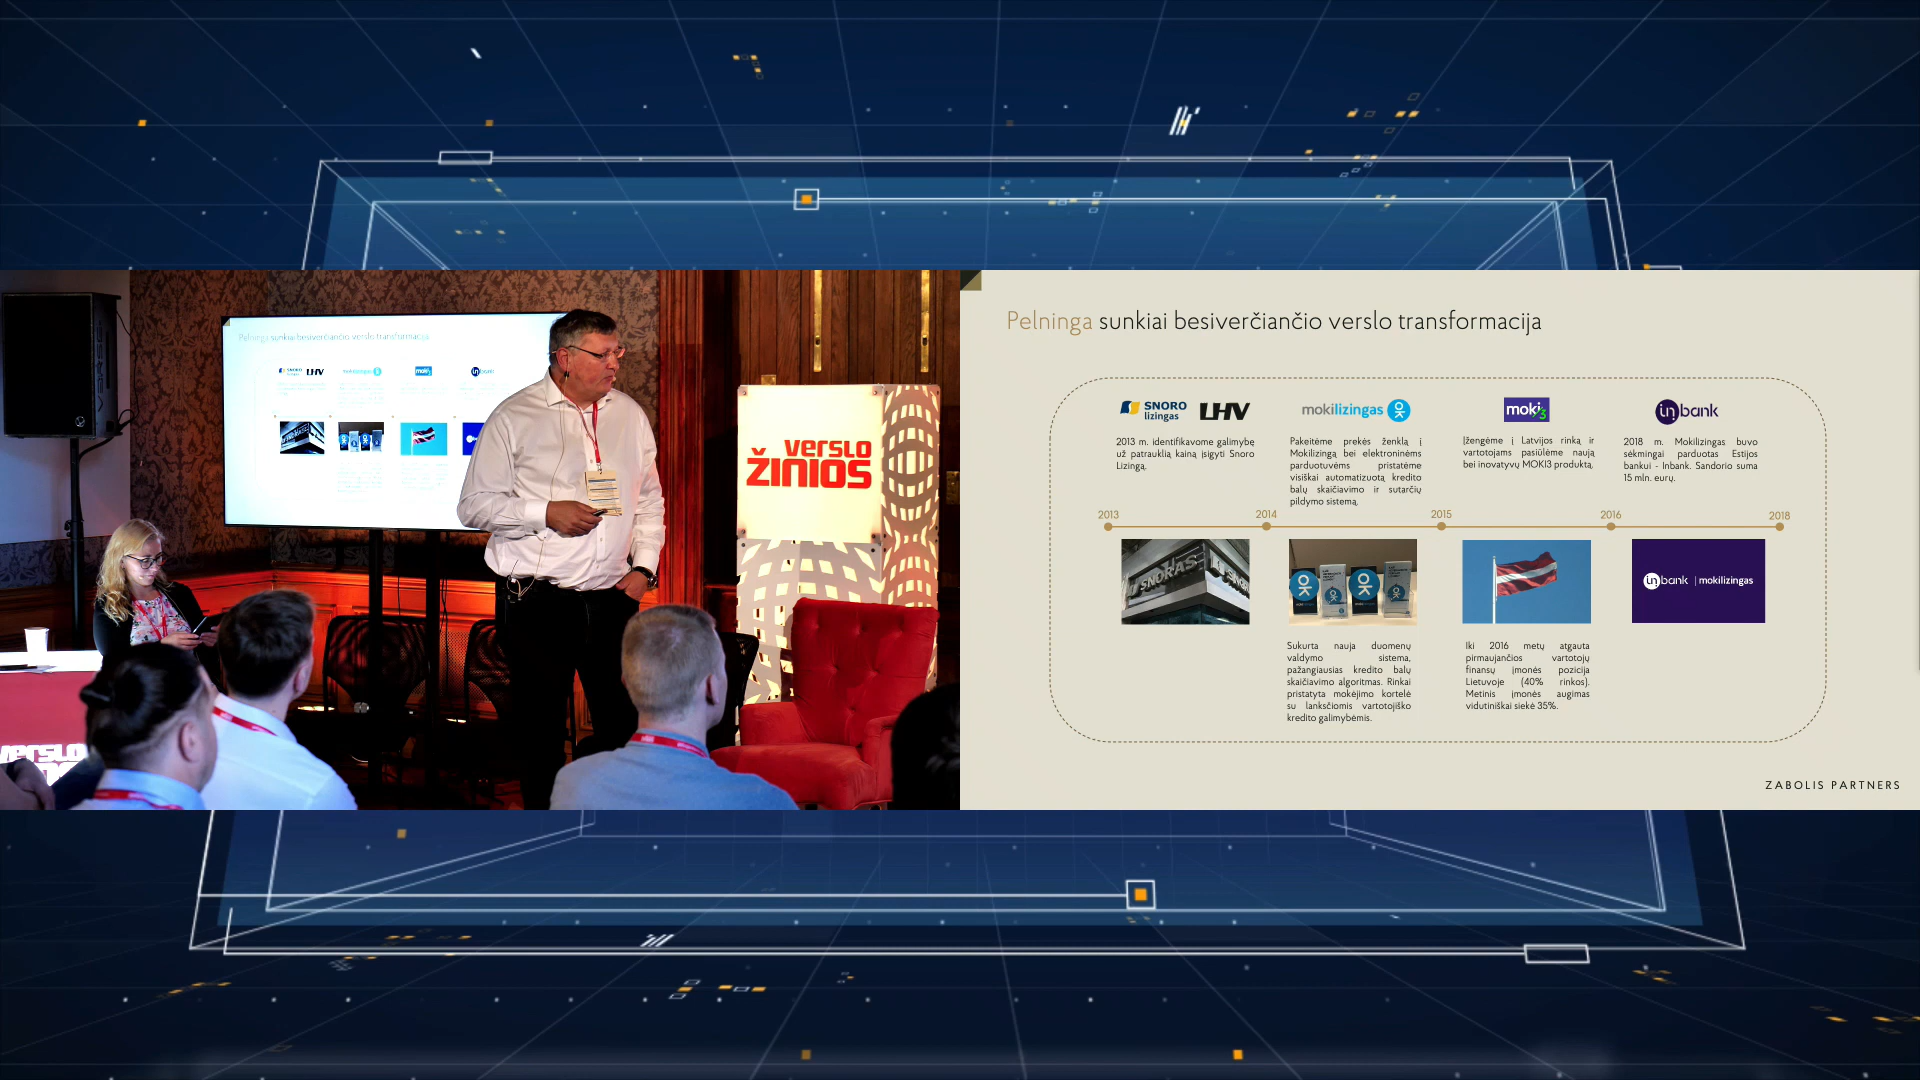 Pelninga sunkiai besiverčiančio verslo transformacija
verslo
ŽINIOS
Pelninga sunkiai besiverčiančio verslo transformacija
SNORO
lizingas
LHV
mokilizingas
moki3
inbank
2013 m. identifikavome galimybę
už patrauklią kainą įsigyti Snoro
Lizingą.
Pakeitėme prekės ženklą į
Mokilizingą bei elektroninėms
parduotuvėms pristatėme
visiškai automatizuotą kredito
balų skaičiavimo ir sutarčių
pildymo sistemą.
Įžengėme į Latvijos rinką ir
vartotojams pasiūlėme naują
bei inovatyvų MOKI3 produktą.
2018 m. Mokilizingas buvo
sėkmingai parduotas Estijos
bankui - Inbank. Sandorio suma
15 mln. eurų.
2013
2014
2015
2016
2018
SNORAS
inbank | mokilizingas
Sukurta nauja duomenų
valdymo sistema,
pažangiausias kredito balų
skaičiavimo algoritmas. Rinkai
pristatyta mokėjimo kortelė
su lanksčiomis vartotojiško
kredito galimybėmis.
Iki 2016 metų atgauta
pirmaujančios vartotojų
finansų įmonės pozicija
Lietuvoje (40% rinkos).
Metinis įmonės augimas
vidutiniškai siekė 35%.
ZABOLIS PARTNERS